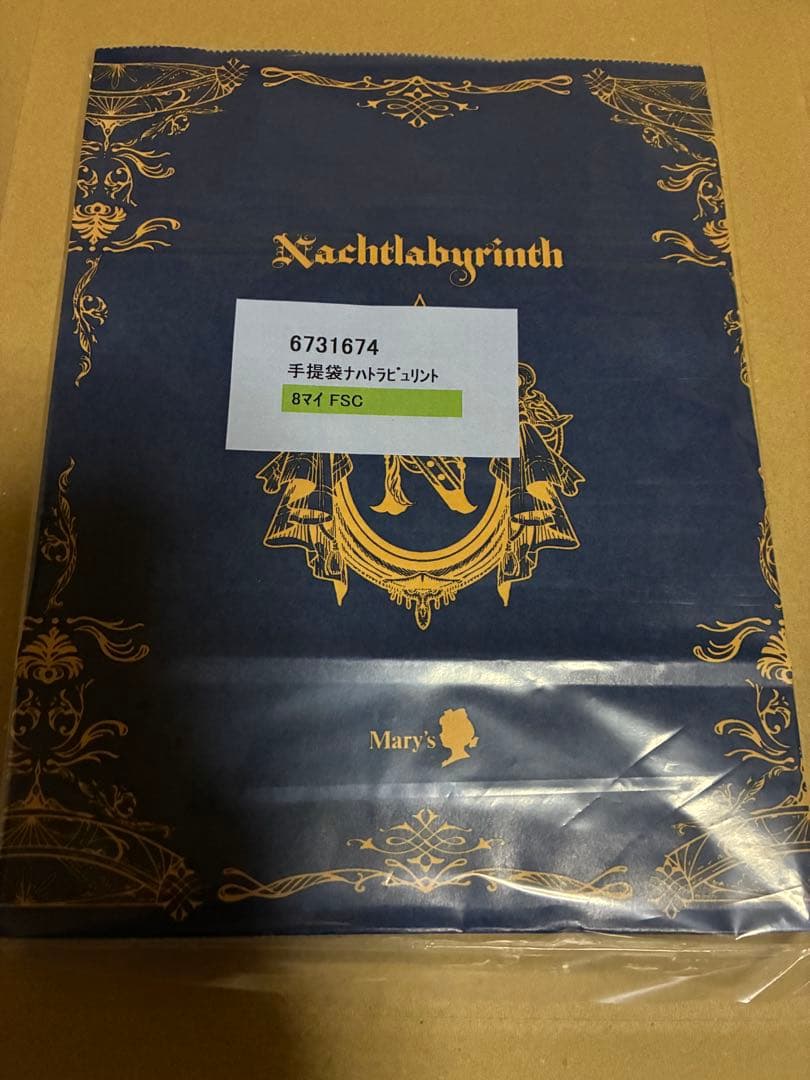 Nachtlabyrinth
6731674
手提袋ナハトラビュリント
8マイ FSC
N
Mary's